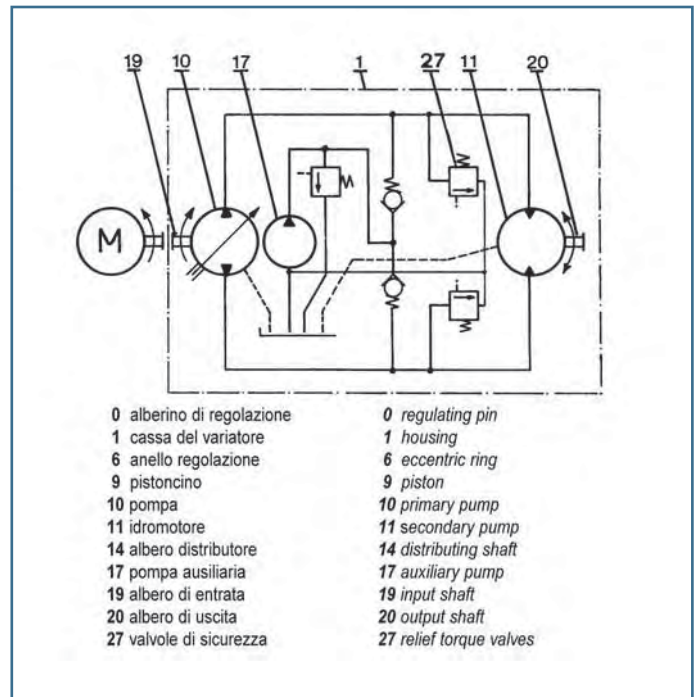 19 10 17 1 27 11 20
M
0 alberino di regolazione 0 regulating pin
1 cassa del variatore 1 housing
6 anello regolazione 6 eccentric ring
9 pistoncino 9 piston
10 pompa 10 primary pump
11 idromotore 11 secondary pump
14 albero distributore 14 distributing shaft
17 pompa ausiliaria 17 auxiliary pump
19 albero di entrata 19 input shaft
20 albero di uscita 20 output shaft
27 valvole di sicurezza 27 relief torque valves